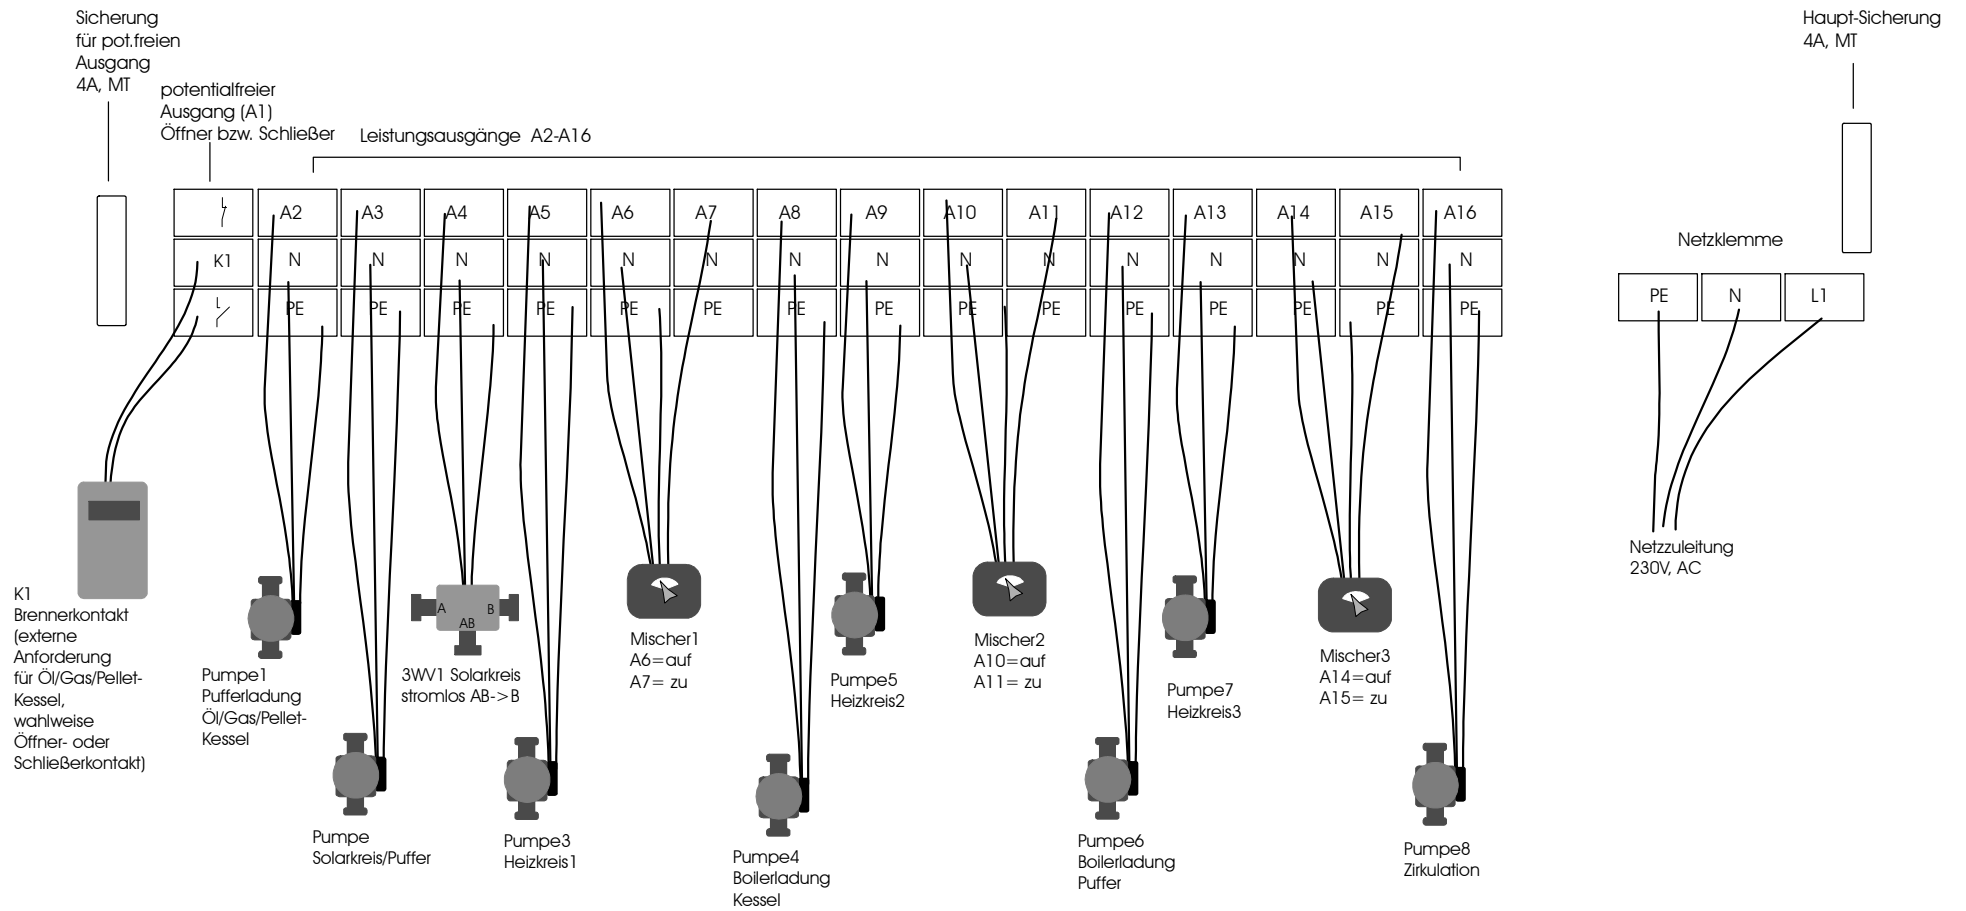 Sicherung
für pot.freien
Ausgang
4A, MT
potentialfreier
Ausgang (A1)
Öffner bzw. Schließer
Leistungsausgänge A2-A16
Haupt-Sicherung
4A, MT
A2 A3 A4 A5 A6 A7 A8 A9 A10 A11 A12 A13 A14 A15 A16
K1 N N N N N N N N N N N N N N N
PE PE PE PE PE PE PE PE PE PE PE PE PE PE PE
Netzklemme
PE N L1
Netzzuleitung
230V, AC
K1
Brennerkontakt
(externe
Anforderung
für Öl/Gas/Pellet-
Kessel,
wahlweise
Öffner- oder
Schließerkontakt)
Pumpe1
Pufferladung
Öl/Gas/Pellet-
Kessel
Pumpe
Solarkreis/Puffer
A B
AB
3WV1 Solarkreis
stromlos AB->B
Pumpe3
Heizkreis1
Mischer1
A6=auf
A7= zu
Pumpe4
Boilerladung
Kessel
Pumpe5
Heizkreis2
Mischer2
A10=auf
A11= zu
Pumpe6
Boilerladung
Puffer
Pumpe7
Heizkreis3
Mischer3
A14=auf
A15= zu
Pumpe8
Zirkulation